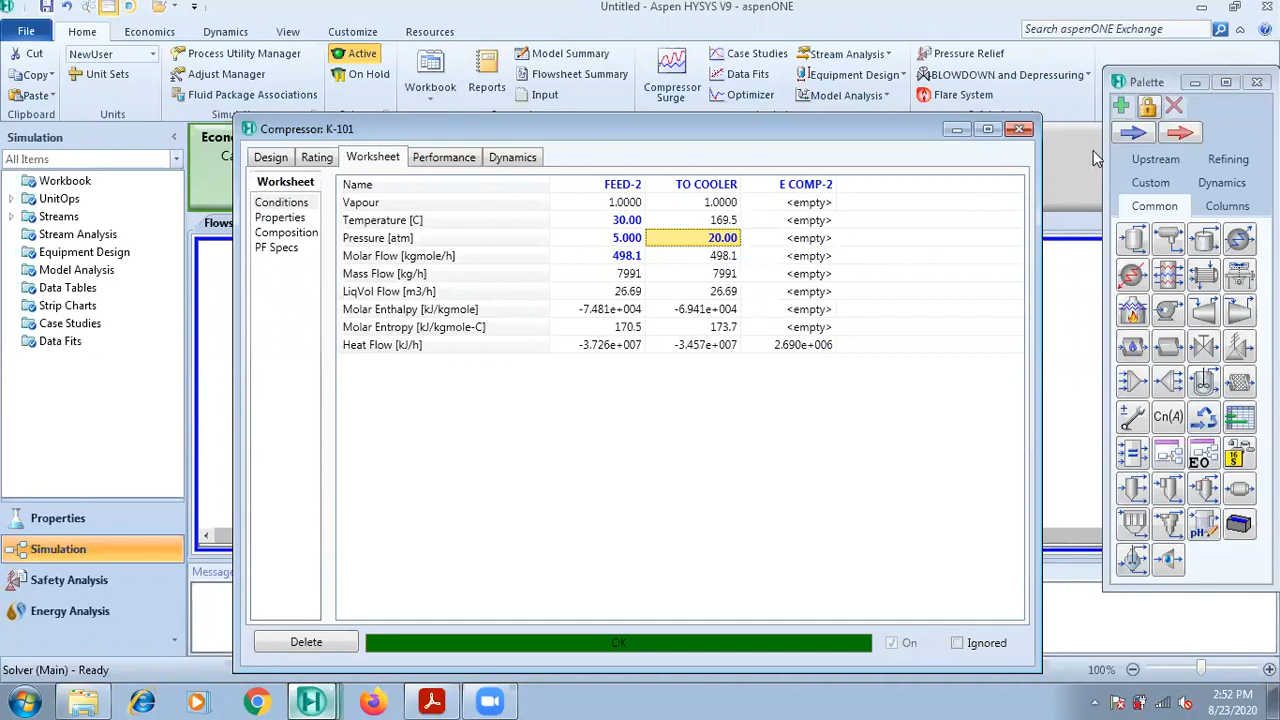 Untitled - Aspen HYSYS V9 - aspenONE
File Home Economics Dynamics View Customize Resources Search aspenONE Exchange
Cut NewUser Process Utility Manager Active Model Summary Case Studies Stream Analysis Pressure Relief
Copy Unit Sets Adjust Manager On Hold Flowsheet Summary Data Fits Equipment Design BLOWDOWN and Depressuring
Paste Fluid Package Associations Workbook Reports Input Compressor Surge Optimizer Model Analysis Flare System
Clipboard Units
Simulation
All Items
Workbook
UnitOps
Streams
Stream Analysis
Equipment Design
Model Analysis
Data Tables
Strip Charts
Case Studies
Data Fits
Properties
Simulation
Safety Analysis
Energy Analysis
Compressor: K-101
Design Rating Worksheet Performance Dynamics
Worksheet
Conditions
Properties
Composition
PF Specs
Name FEED-2 TO COOLER E COMP-2
Vapour 1.0000 1.0000 <empty>
Temperature [C] 30.00 169.5 <empty>
Pressure [atm] 5.000 20.00 <empty>
Molar Flow [kgmole/h] 498.1 498.1 <empty>
Mass Flow [kg/h] 7991 7991 <empty>
LiqVol Flow [m3/h] 26.69 26.69 <empty>
Molar Enthalpy [kJ/kgmole] -7.481e+004 -6.941e+004 <empty>
Molar Entropy [kJ/kgmole-C] 170.5 173.7 <empty>
Heat Flow [kJ/h] -3.726e+007 -3.457e+007 2.690e+006
Delete OK On Ignored
Palette
Upstream Refining
Custom Dynamics
Common Columns
Cn(A)
EO
16
S
pH
Solver (Main) - Ready 100%
2:52 PM
8/23/2020